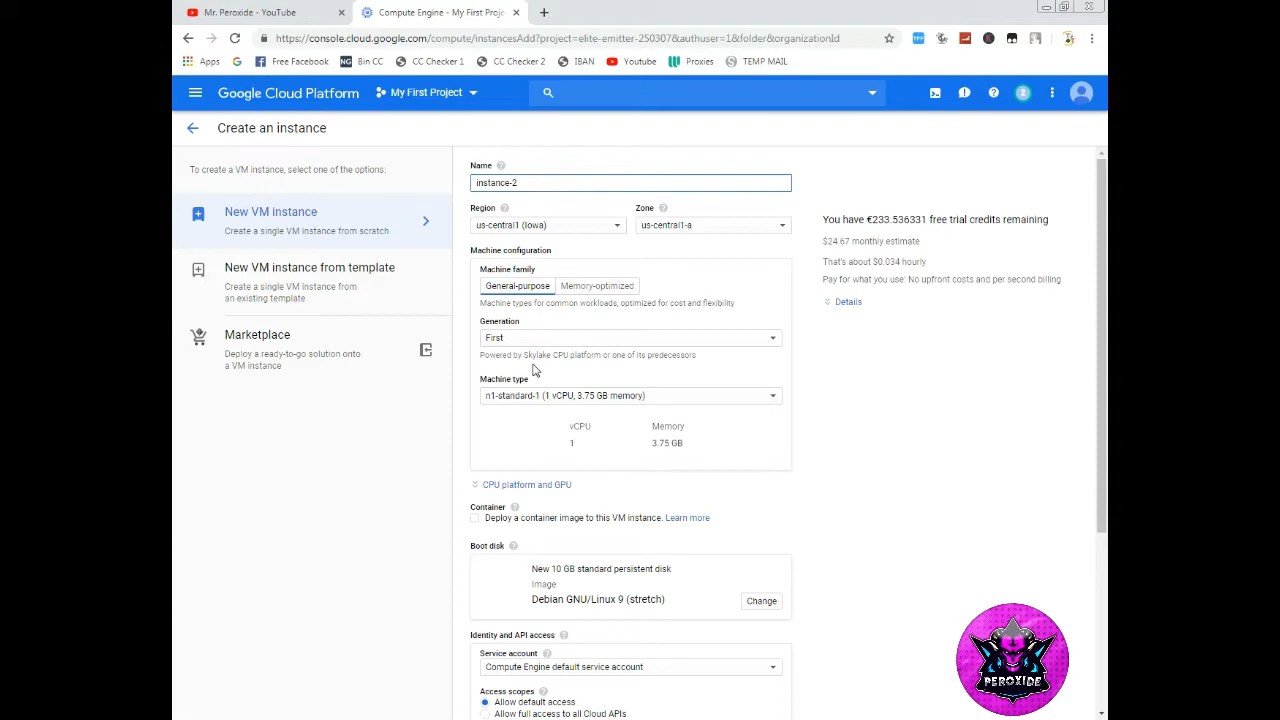 Mr. Peroxide - YouTube
Compute Engine - My First Proje
https://console.cloud.google.com/compute/instancesAdd?project=elite-emitter-250307&authuser=1&folder&organizationId
Apps
Free Facebook
Bin CC
CC Checker 1
CC Checker 2
IBAN
Youtube
Proxies
TEMP MAIL
Google Cloud Platform
My First Project
2
Create an instance
To create a VM instance, select one of the options:
New VM instance
Create a single VM instance from scratch
New VM instance from template
Create a single VM instance from
an existing template
Marketplace
Deploy a ready-to-go solution onto
a VM instance
Name
instance-2
Region
Zone
us-central1 (Iowa)
us-central1-a
Machine configuration
Machine family
General-purpose
Memory-optimized
Machine types for common workloads, optimized for cost and flexibility
Generation
First
Powered by Skylake CPU platform or one of its predecessors
Machine type
n1-standard-1 (1 vCPU, 3.75 GB memory)
vCPU
Memory
1
3.75 GB
CPU platform and GPU
Container
Deploy a container image to this VM instance. Learn more
Boot disk
New 10 GB standard persistent disk
Image
Debian GNU/Linux 9 (stretch)
Change
Identity and API access
Service account
Compute Engine default service account
Access scopes
Allow default access
Allow full access to all Cloud APIs
You have €233.536331 free trial credits remaining
$24.67 monthly estimate
That's about $0.034 hourly
Pay for what you use: No upfront costs and per second billing
Details
PEROXIDE